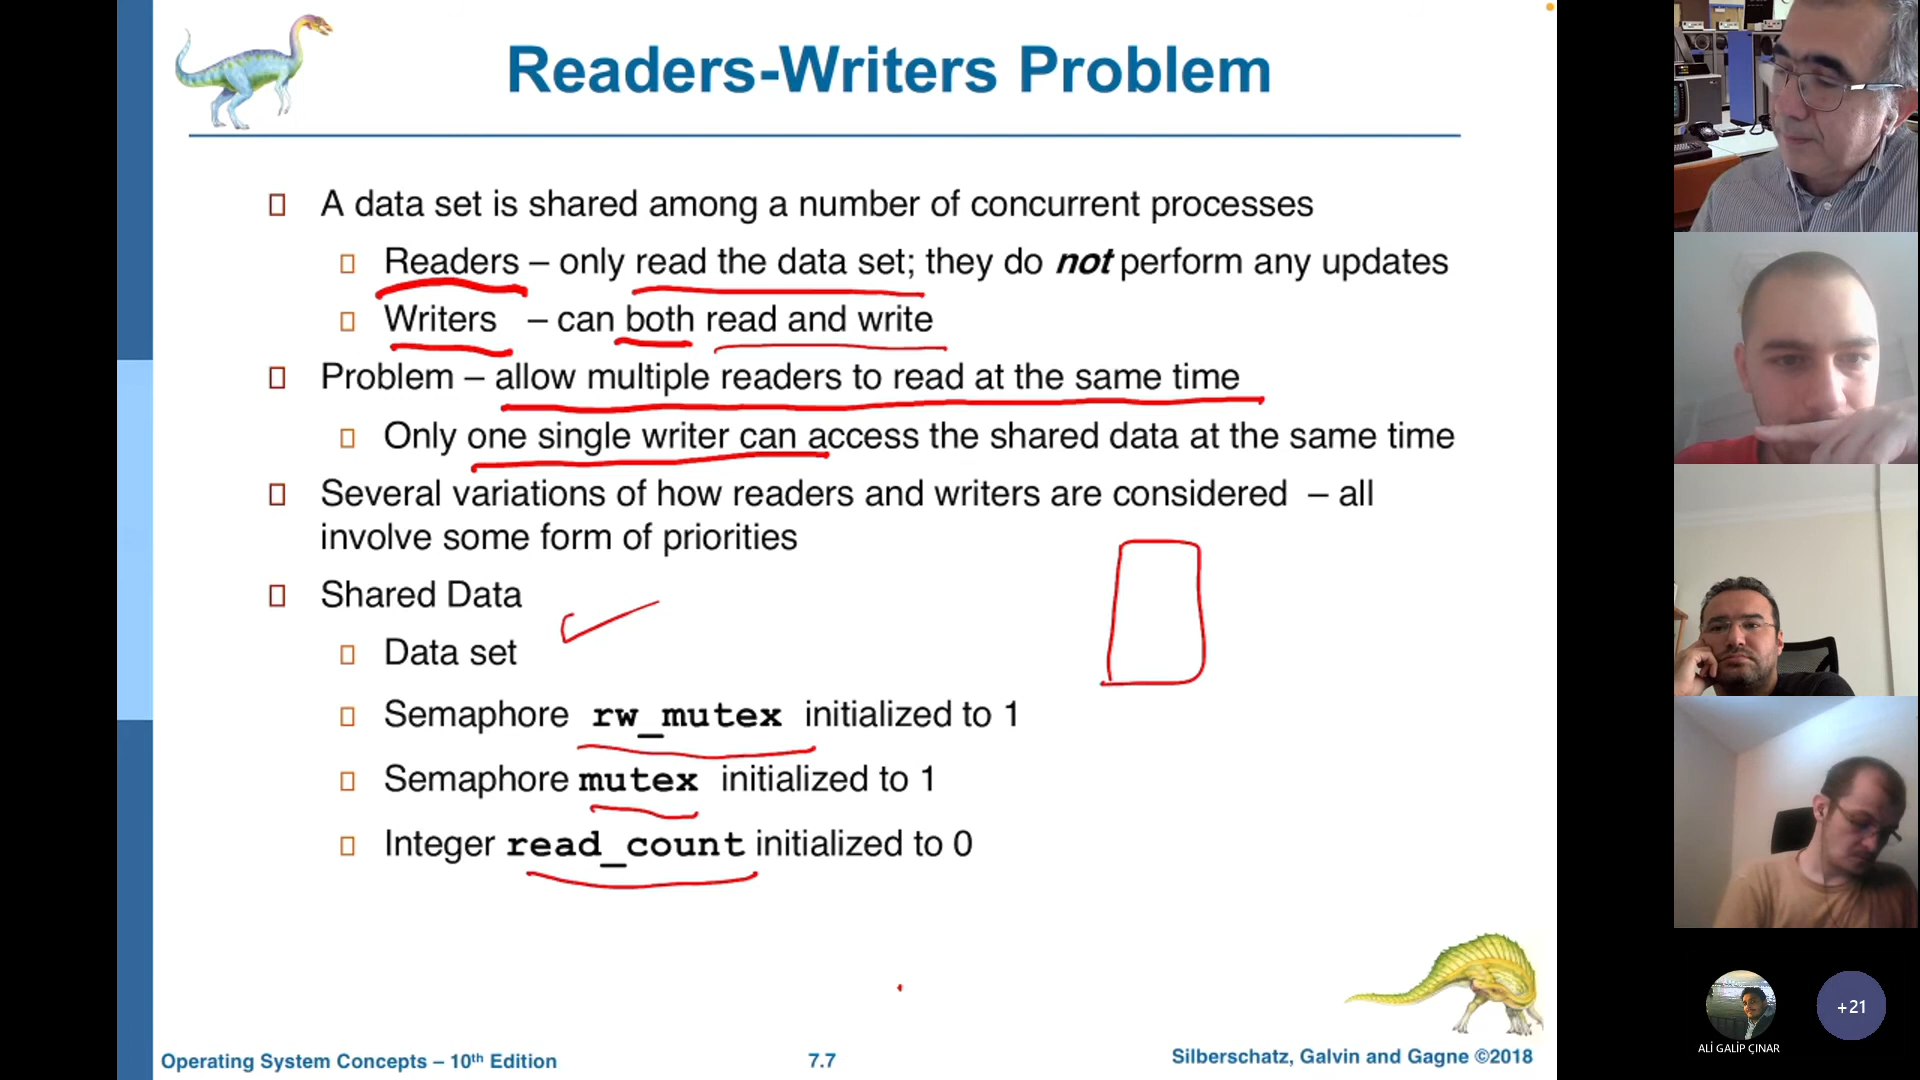 Readers-Writers Problem
A data set is shared among a number of concurrent processes
Readers – only read the data set; they do not perform any updates
Writers – can both read and write
Problem – allow multiple readers to read at the same time
Only one single writer can access the shared data at the same time
Several variations of how readers and writers are considered – all
involve some form of priorities
Shared Data
Data set
Semaphore rw_mutex initialized to 1
Semaphore mutex initialized to 1
Integer read_count initialized to 0
Operating System Concepts – 10th Edition
7.7
Silberschatz, Galvin and Gagne ©2018
+21
ALİ GALİP ÇINAR